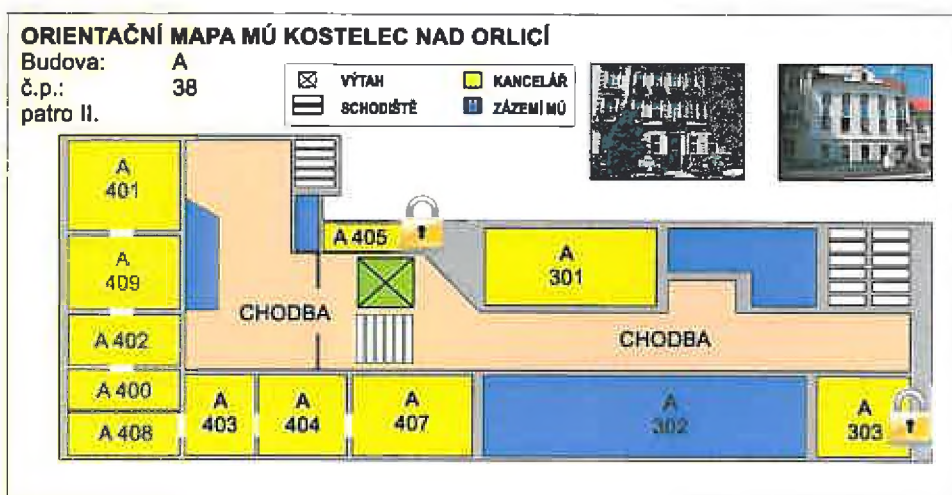 ORIENTAČNÍ MAPA MÚ KOSTELEC NAD ORLICÍ
Budova: A
č.p.: 38
patro II.
VÝTAH
KANCELÁŘ
SCHODIŠTĚ
ZÁZEMÍ MÚ
A
401
A 405
A
409
A
301
CHODBA
CHODBA
A 402
A 400
A 408
A
403
A
404
A
407
A
302
A
303